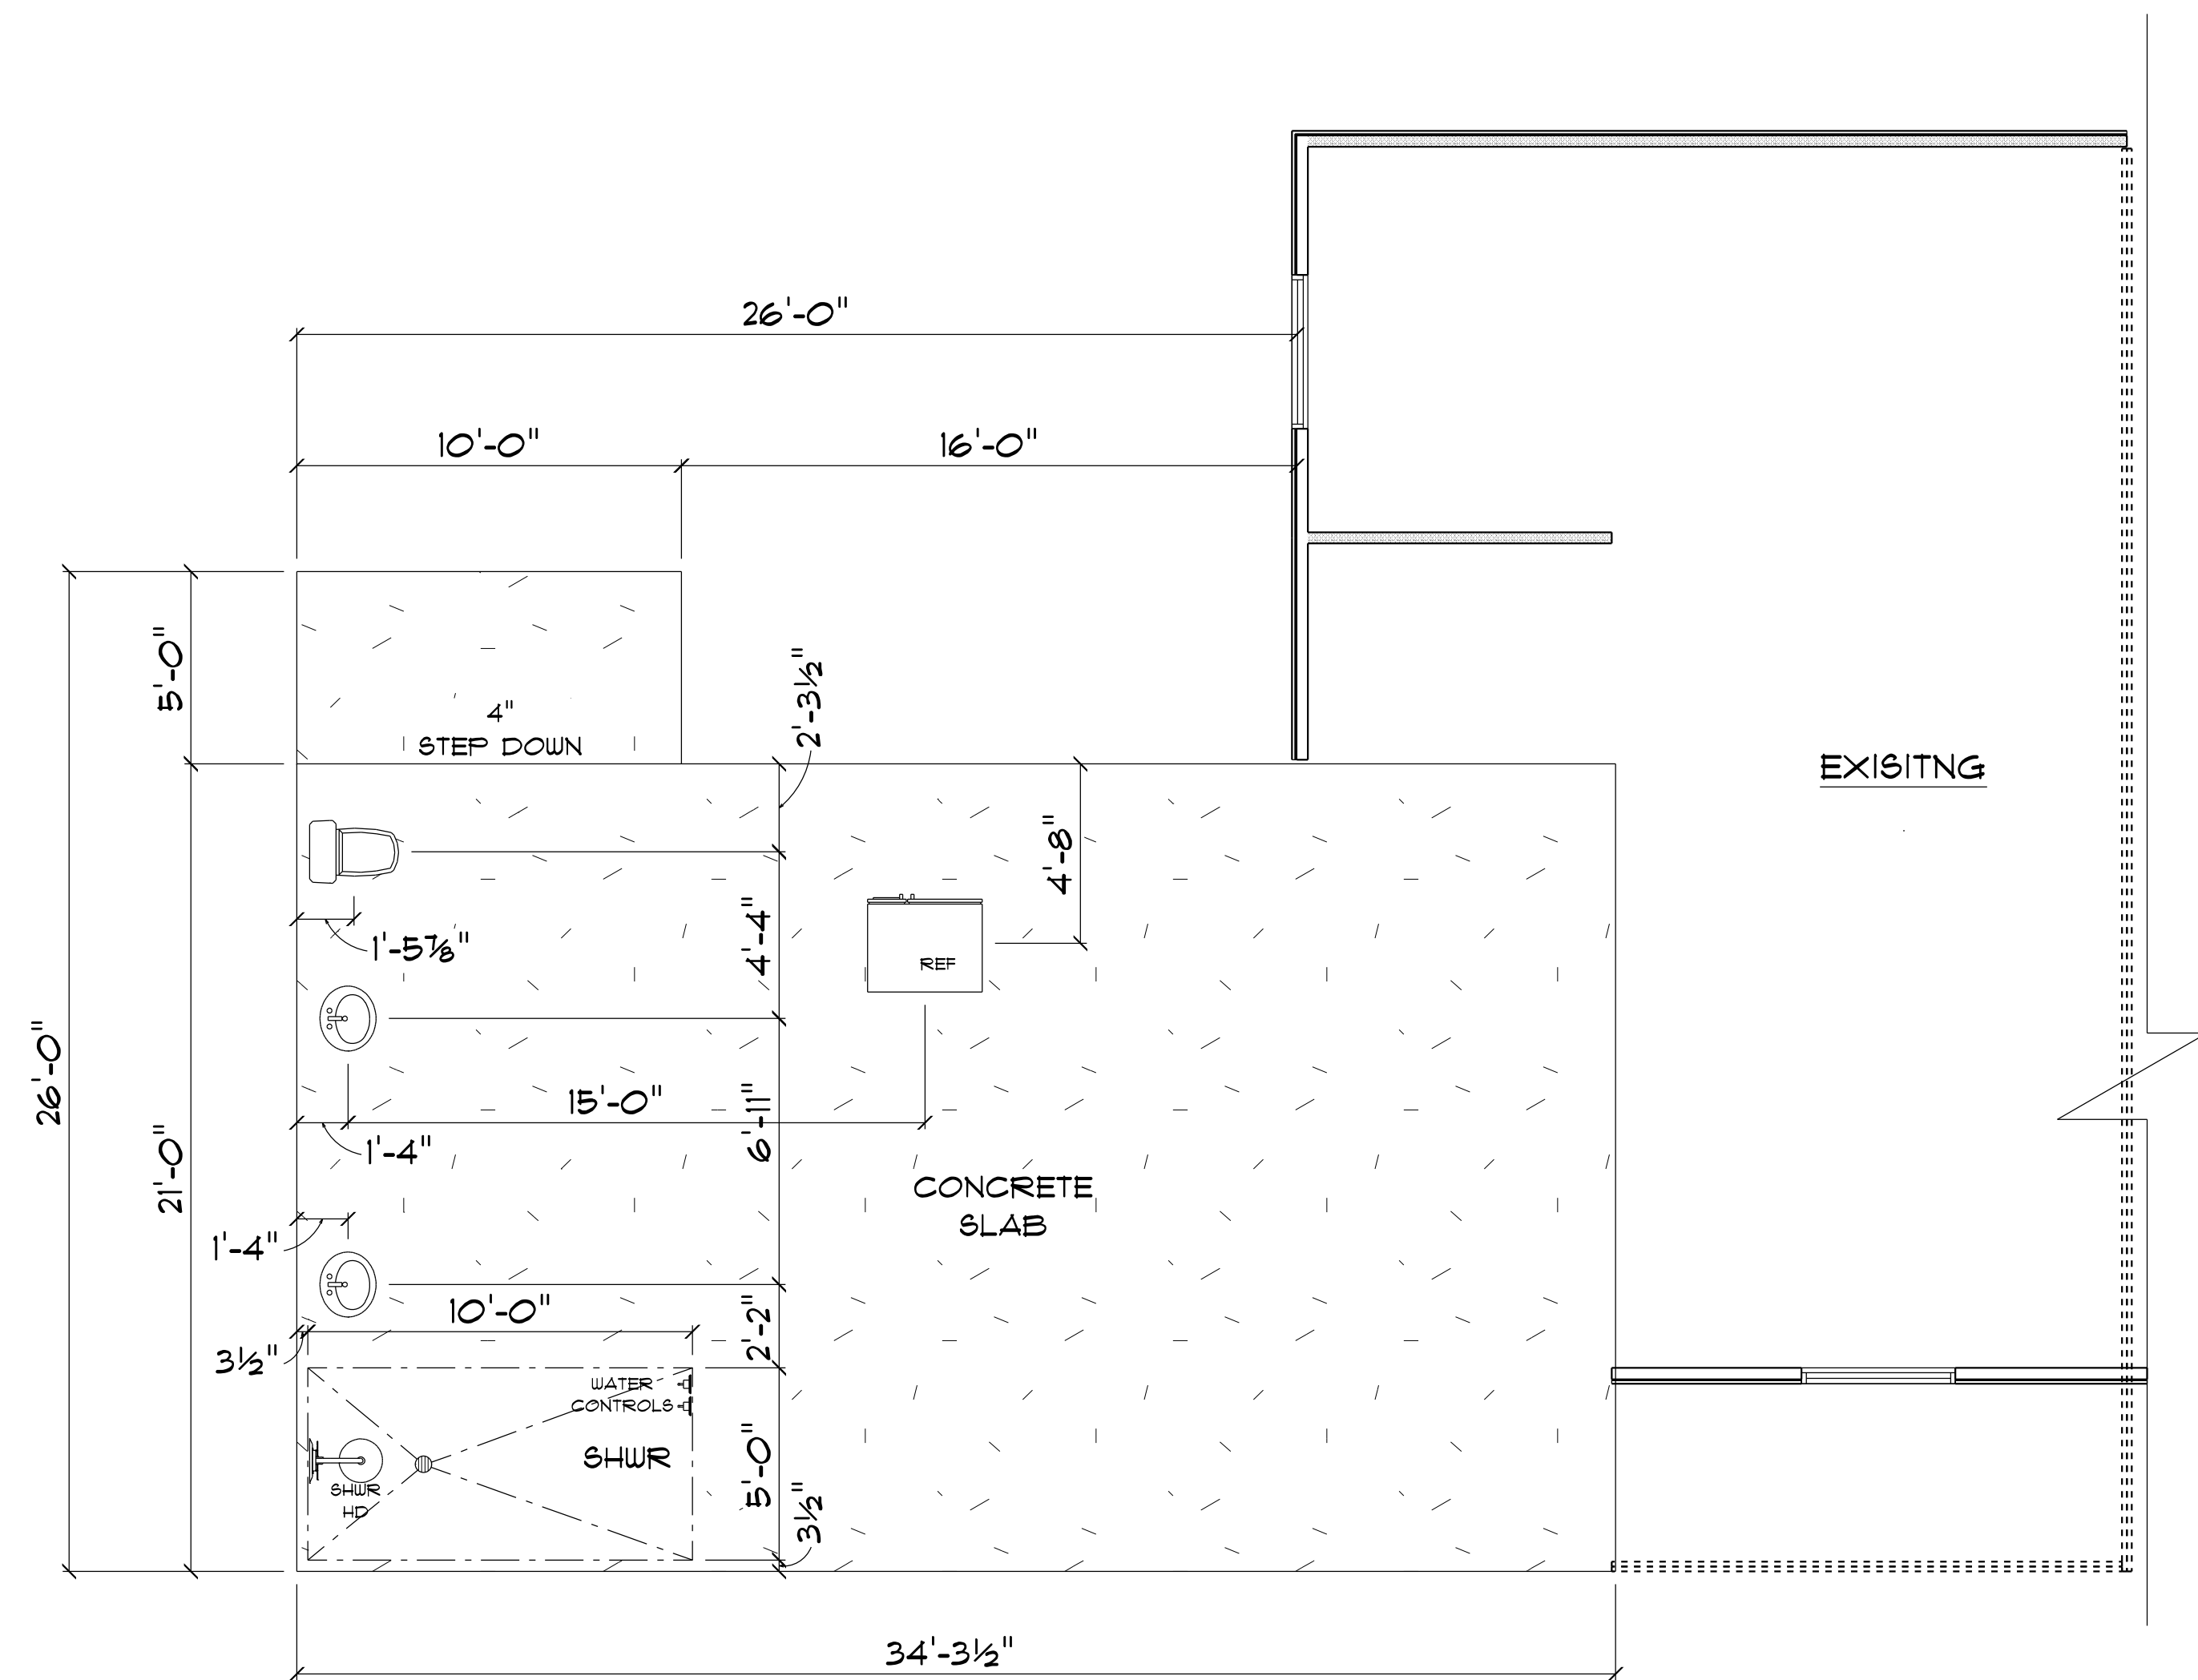 26'-0"
10'-0"
16'-0"
5'-0"
2'-3½"
4"
STEP DOWN
EXISITNG
4'-8"
4'-4"
1'-5⅞"
REF
26'-0"
15'-0"
6'-11"
1'-4"
21'-0"
CONCRETE
SLAB
1'-4"
10'-0"
2'-2"
3½"
WATER
CONTROLS
SHWR
5'-0"
SHWR
HD
3½"
34'-3½"